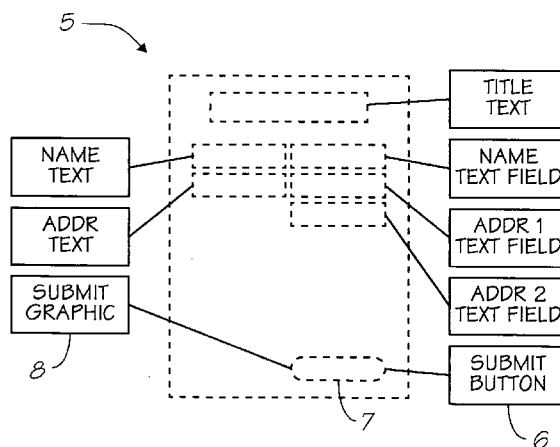 5
TITLE
TEXT
NAME
TEXT
NAME
TEXT FIELD
ADDR
TEXT
ADDR 1
TEXT FIELD
SUBMIT
GRAPHIC
ADDR 2
TEXT FIELD
8
SUBMIT
BUTTON
7
6